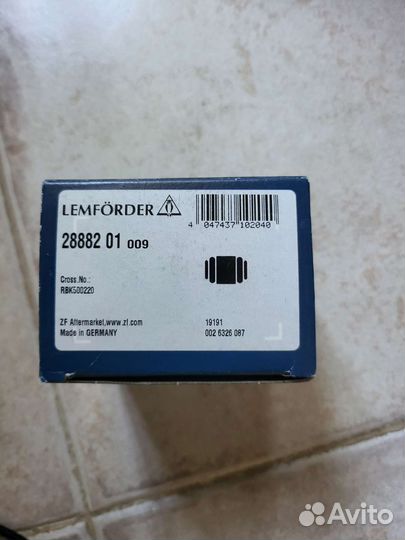 LEMFÖRDER
4 047437 102040
28882 01 009
Cross.No.:
RBK500220
ZF Aftermarket,www.zf.com
19191
Made in GERMANY
002 6326 087
Avito